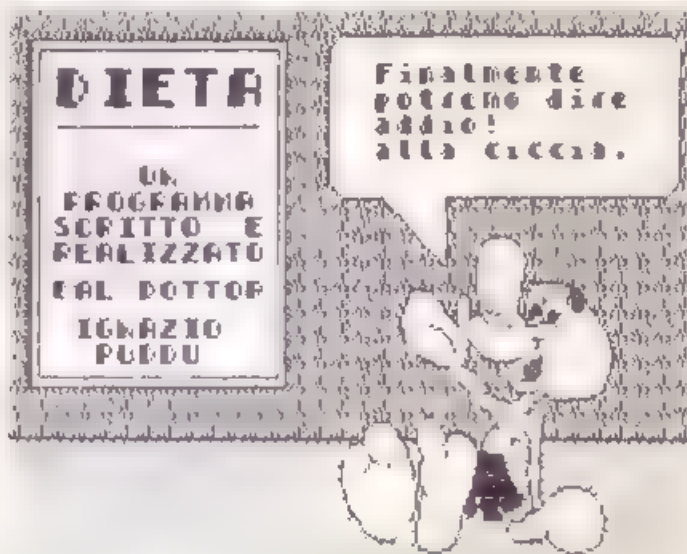 DIETA
UN
PROGRAMMA
SCRITTO E
REALIZZATO
DAL DOTTOR
IGNAZIO
PUDDU
Finalmente
potremo dire
addio!
alla ciccia.